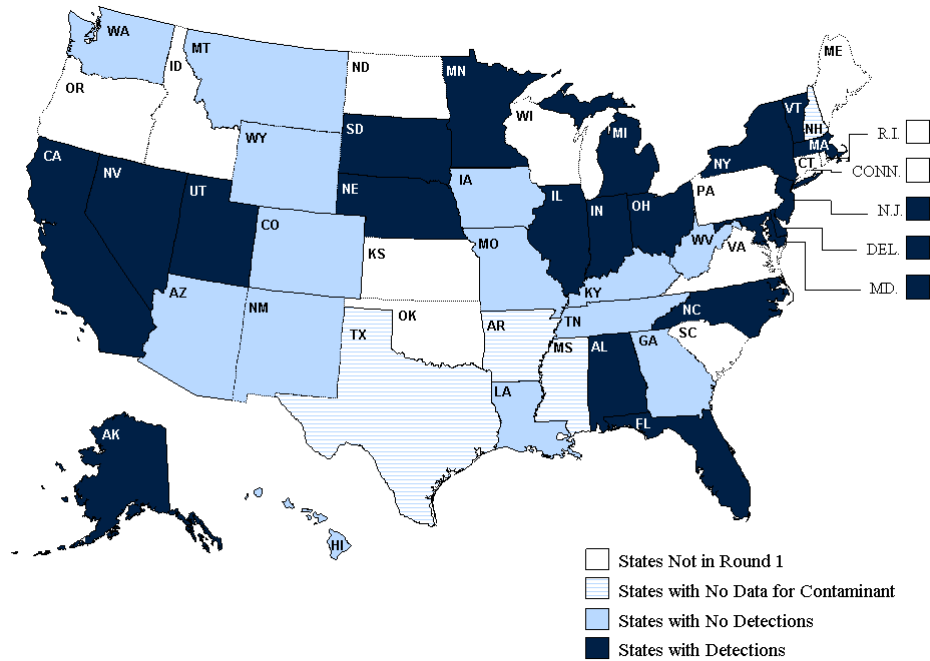 WA
MT
ND
MN
ME
ID
OR
VT
WI
SD
MI
NH
WY
MA
R.I.
CA
NY
NV
IA
CT
CONN.
UT
NE
PA
IL
IN
OH
N.J.
CO
MO
WV
VA
DEL.
KS
KY
MD.
AZ
NM
NC
OK
TN
AR
TX
SC
MS
AL
GA
LA
FL
AK
HI
States Not in Round 1
States with No Data for Contaminant
States with No Detections
States with Detections